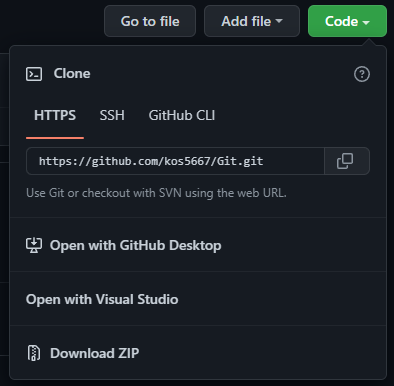 Go to file Add file Code
Clone
HTTPS SSH GitHub CLI
https://github.com/kos5667/Git.git
Use Git or checkout with SVN using the web URL.
Open with GitHub Desktop
Open with Visual Studio
Download ZIP